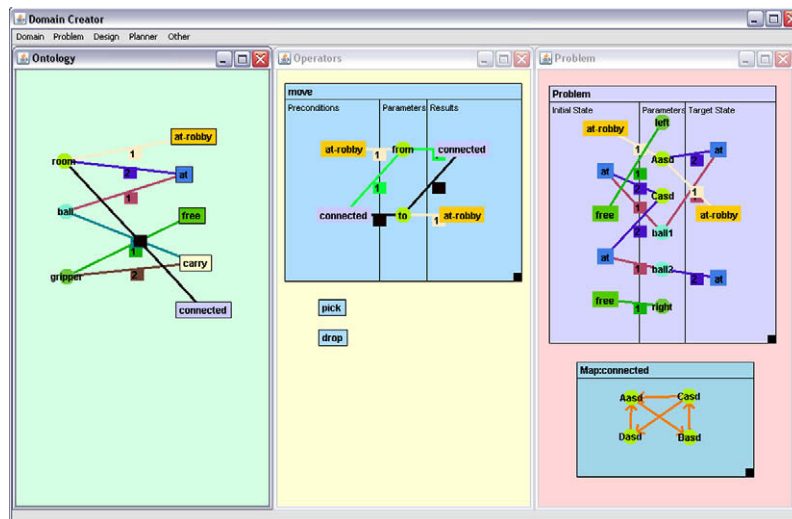 Domain Creator
Domain Problem Design Planner Other
Ontology
Operators
Problem
at-robby
1
room
2
at
1
ball
free
1
carry
gripper
2
connected
move
Preconditions Parameters Results
at-robby 1 from connected
1
connected to 1 at-robby
pick
drop
Problem
Initial State Parameters Target State
left
at-robby
1
Aasd 2 at
at 1
2 Casd 1
1
free at-robby
2 ball1
at
1 ball3 2 at
free
1 right
Map:connected
Aasd Casd
Dasd Basd